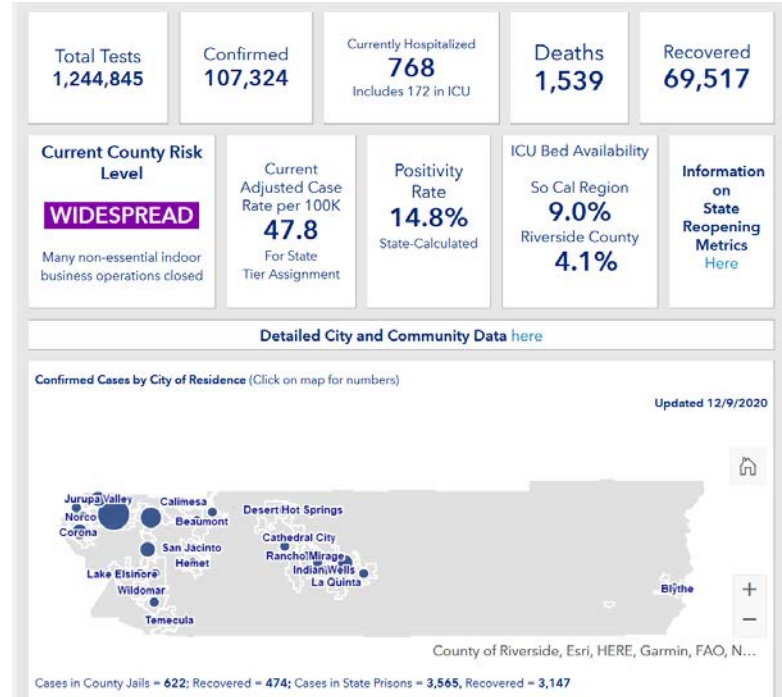 Total Tests
1,244,845
Confirmed
107,324
Currently Hospitalized
768
Includes 172 in ICU
Deaths
1,539
Recovered
69,517
Current County Risk
Level
WIDESPREAD
Many non-essential indoor
business operations closed
Current
Adjusted Case
Rate per 100K
47.8
For State
Tier Assignment
Positivity
Rate
14.8%
State-Calculated
ICU Bed Availability
So Cal Region
9.0%
Riverside County
4.1%
Information
on
State
Reopening
Metrics
Here
Detailed City and Community Data here
Confirmed Cases by City of Residence (Click on map for numbers)
Updated 12/9/2020
Jurupa Valley
Norco
Corona
Calimesa
Beaumont
San Jacinto
Hemet
Lake Elsinore
Wildomar
Temecula
Desert Hot Springs
Cathedral City
Rancho Mirage
Indian Wells
La Quinta
Blythe
+
−
County of Riverside, Esri, HERE, Garmin, FAO, N...
Cases in County Jails = 622; Recovered = 474; Cases in State Prisons = 3,565, Recovered = 3,147